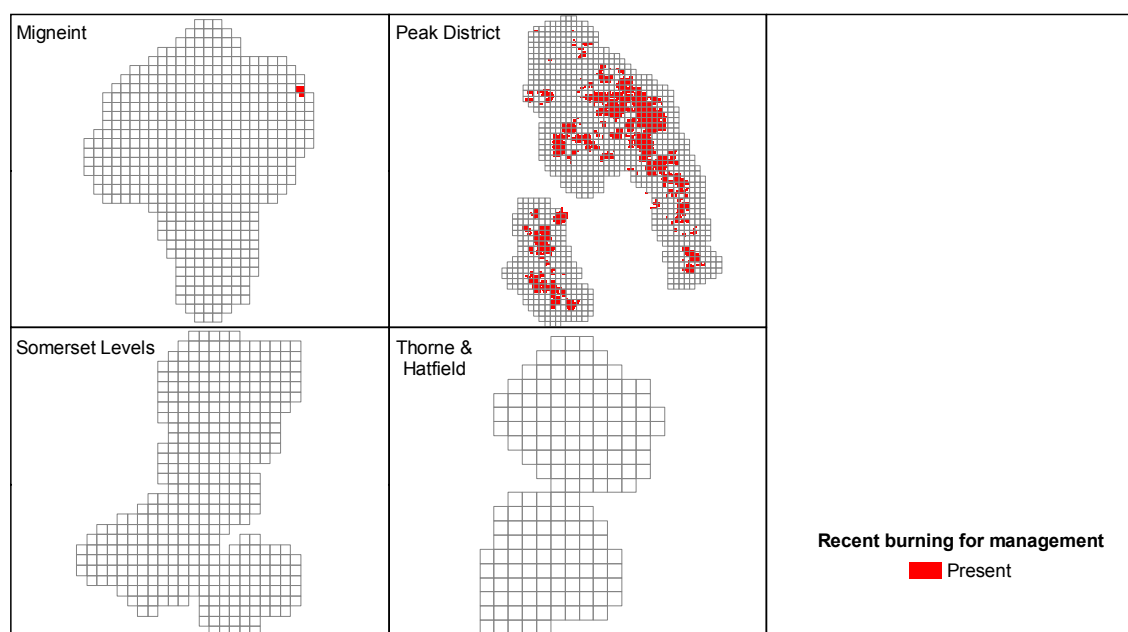 Migneint
Peak District
Somerset Levels
Thorne &
Hatfield
Recent burning for management
Present